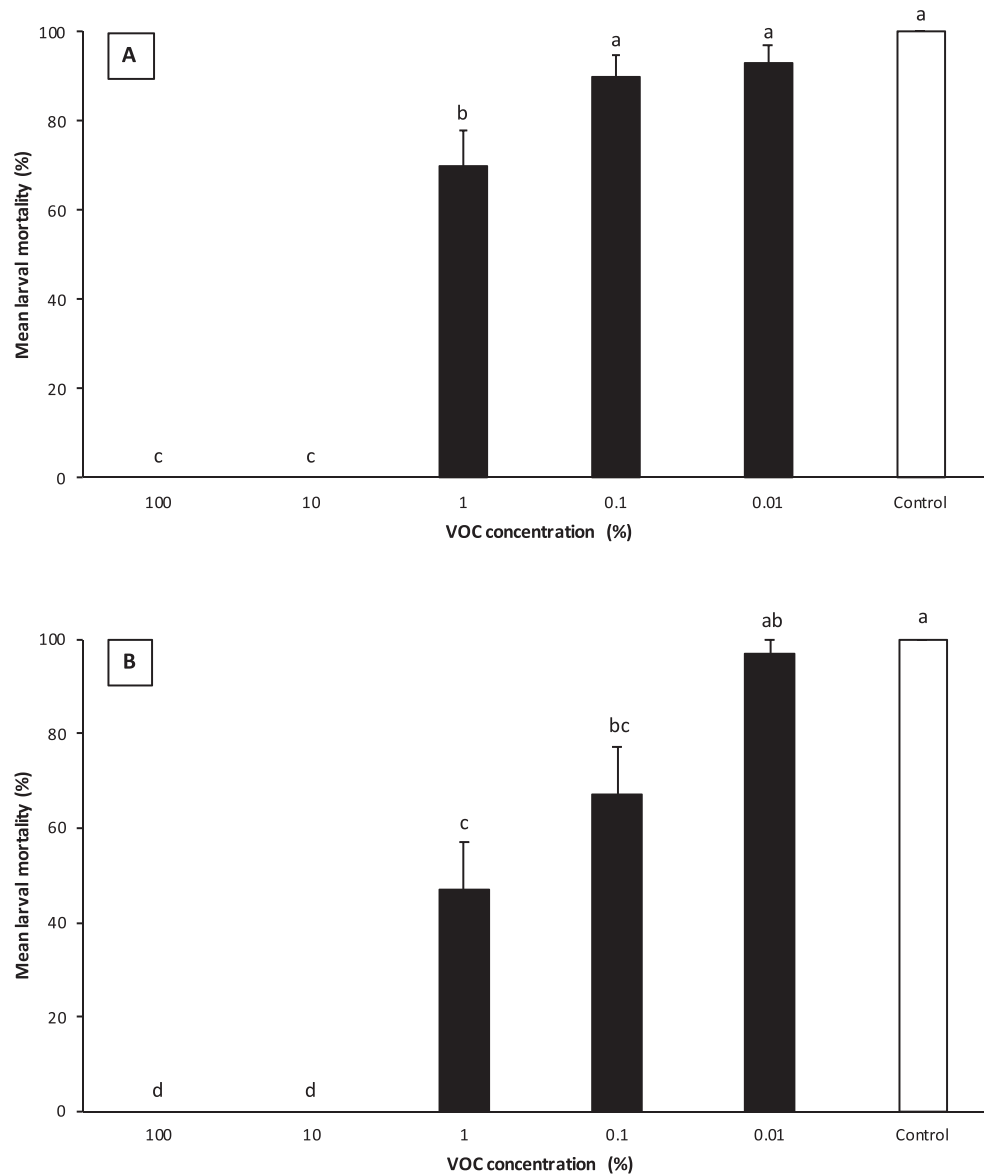 A
Mean larval mortality (%)
100
80
60
40
20
0
c c b a a a
100 10 1 0.1 0.01 Control
VOC concentration (%)
B
Mean larval mortality (%)
100
80
60
40
20
0
d d c bc ab a
100 10 1 0.1 0.01 Control
VOC concentration (%)